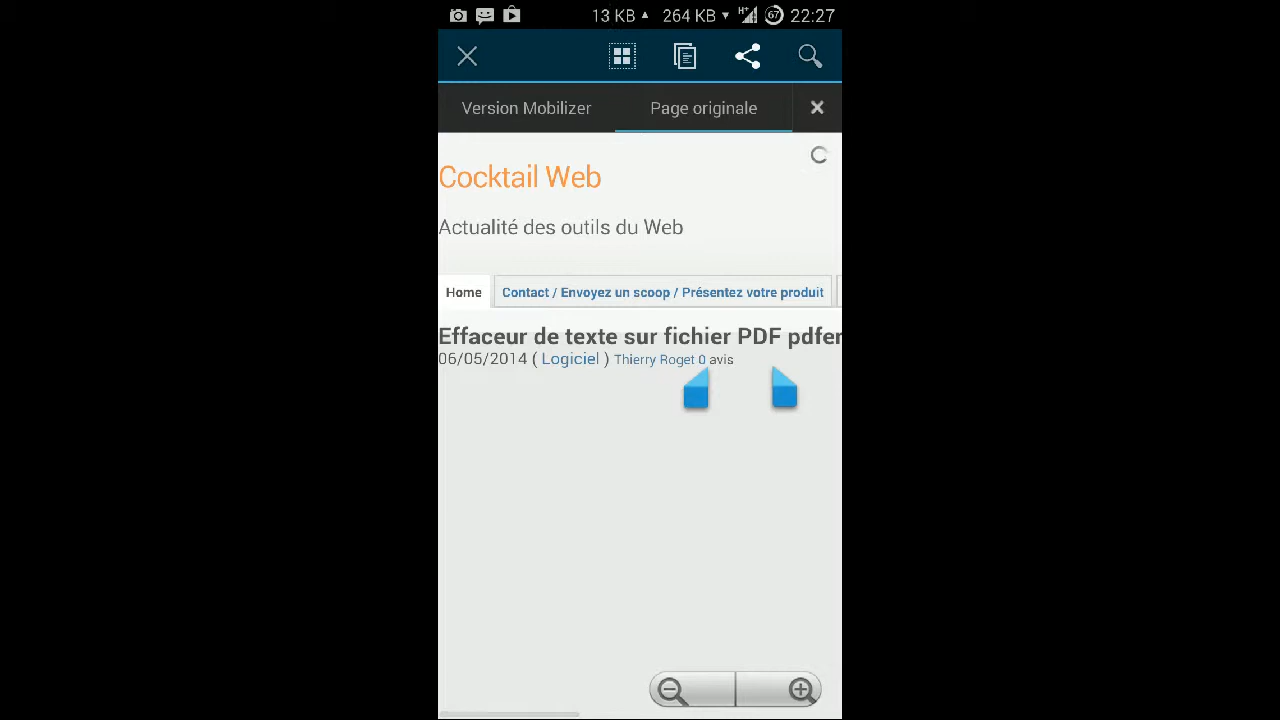 13 KB 264 KB H+ 67 22:27
Version Mobilizer Page originale
Cocktail Web
Actualité des outils du Web
Home Contact / Envoyez un scoop / Présentez votre produit
Effaceur de texte sur fichier PDF pdfer
06/05/2014 ( Logiciel ) Thierry Roget 0 avis